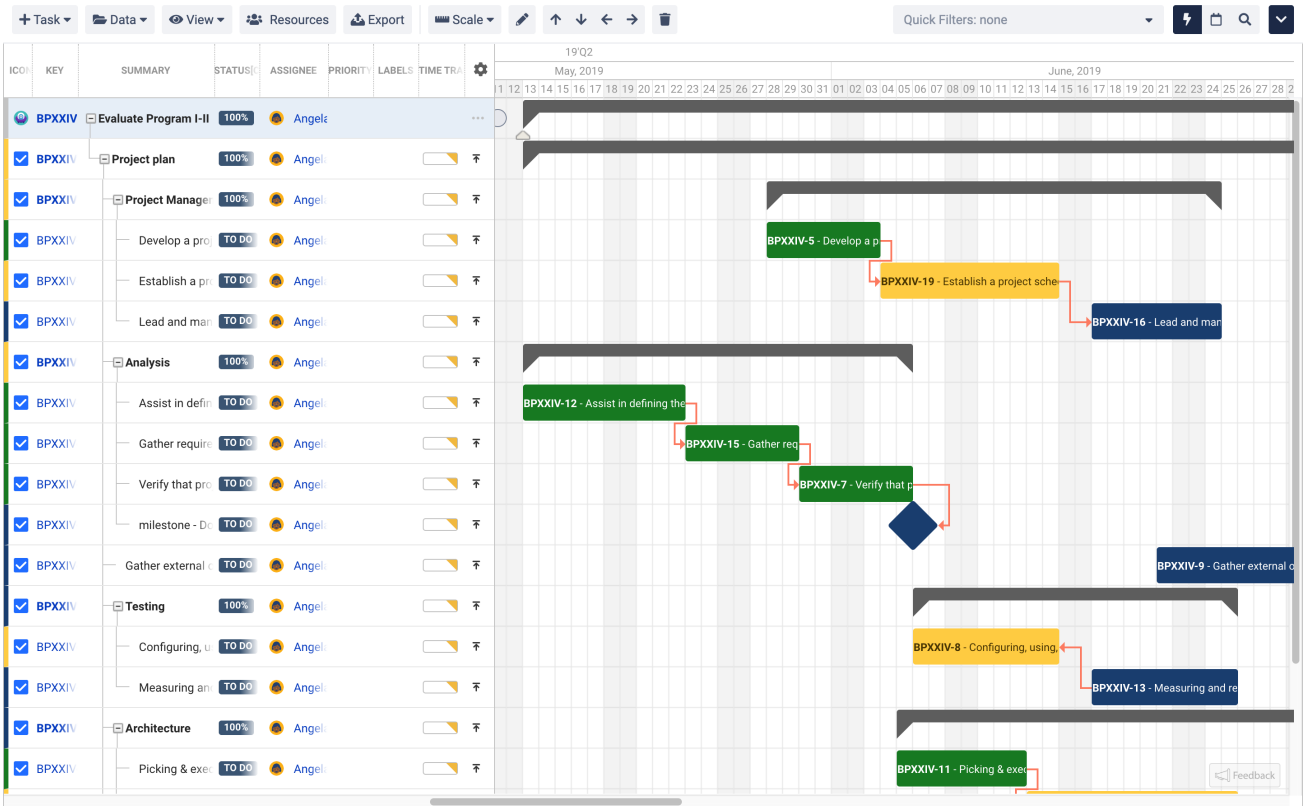 Task Data View Resources Export Scale Quick Filters: none
19'Q2
May, 2019 June, 2019
KEY SUMMARY STATUS ASSIGNEE PRIORITY LABELS TIME TRA
12 13 14 15 16 17 18 19 20 21 22 23 24 25 26 27 28 29 30 31 01 02 03 04 05 06 07 08 09 10 11 12 13 14 15 16 17 18 19 20 21 22 23 24 25 26 27 28
BPXXIV Evaluate Program I-II 100% Angela
BPXXIV Project plan 100% Angel
BPXXIV Project Manager 100% Angel
BPXXIV Develop a pro TO DO Angel BPXXIV-5 - Develop a p
BPXXIV Establish a pr TO DO Angel BPXXIV-19 - Establish a project sche
BPXXIV Lead and man TO DO Angel BPXXIV-16 - Lead and man
BPXXIV Analysis 100% Angel
BPXXIV Assist in defin TO DO Angel BPXXIV-12 - Assist in defining the
BPXXIV Gather require TO DO Angel BPXXIV-15 - Gather req
BPXXIV Verify that pro TO DO Angel BPXXIV-7 - Verify that p
BPXXIV milestone - Do TO DO Angel
BPXXIV Gather external TO DO Angel BPXXIV-9 - Gather external o
BPXXIV Testing 100% Angel
BPXXIV Configuring, u TO DO Angel BPXXIV-8 - Configuring, using,
BPXXIV Measuring an TO DO Angel BPXXIV-13 - Measuring and re
BPXXIV Architecture 100% Angel
BPXXIV Picking & exec TO DO Angel BPXXIV-11 - Picking & exec
Feedback